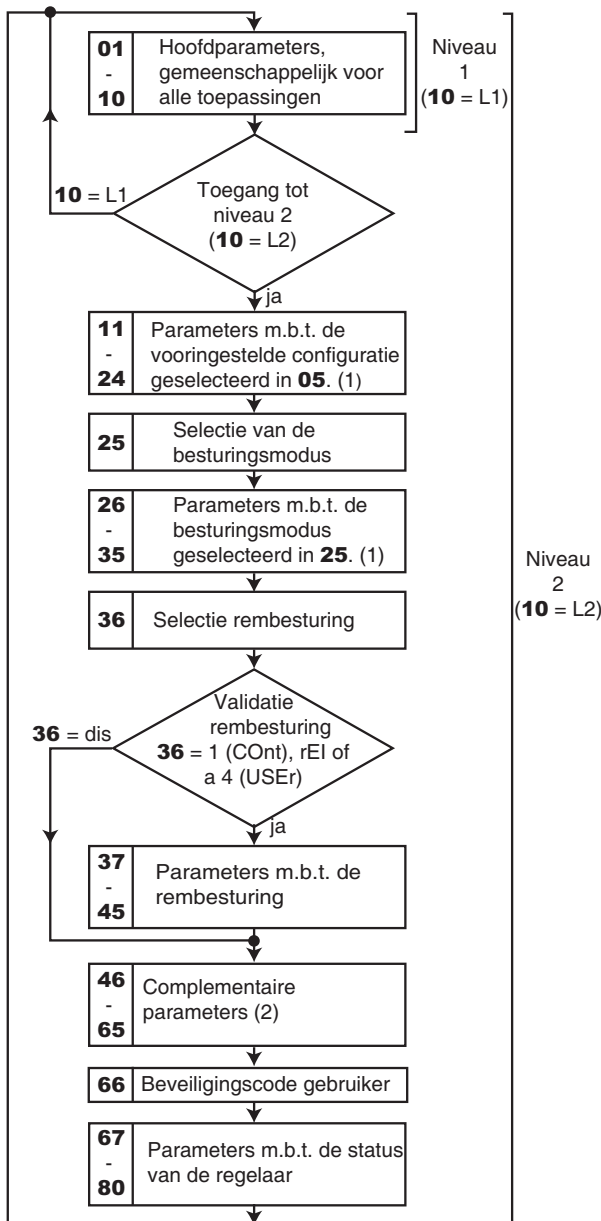 01
-
10
Hoofdparameters,
gemeenschappelijk voor
alle toepassingen
Niveau
1
(10 = L1)
10 = L1
Toegang tot
niveau 2
(10 = L2)
ja
11
-
24
Parameters m.b.t. de
vooringestelde configuratie
geselecteerd in 05. (1)
25
Selectie van de
besturingsmodus
26
-
35
Parameters m.b.t. de
besturingsmodus
geselecteerd in 25. (1)
Niveau
2
(10 = L2)
36
Selectie rembesturing
36 = dis
Validatie
rembesturing
36 = 1 (COnt), rEI of
a 4 (USEr)
ja
37
-
45
Parameters m.b.t. de
rembesturing
46
-
65
Complementaire
parameters (2)
66
Beveiligingscode gebruiker
67
-
80
Parameters m.b.t. de status
van de regelaar